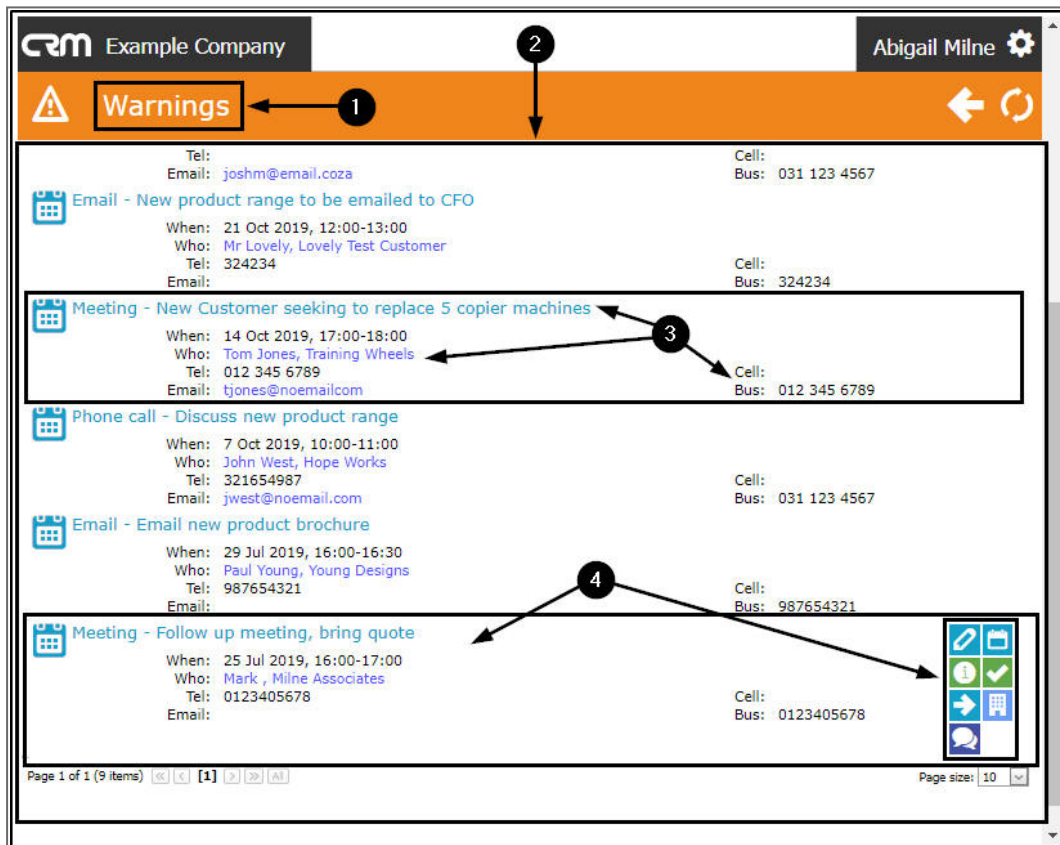 CRM Example Company
2
Abigail Milne
Warnings
1
Tel: Cell:
Email: joshm@email.coza Bus: 031 123 4567
Email - New product range to be emailed to CFO
When: 21 Oct 2019, 12:00-13:00
Who: Mr Lovely, Lovely Test Customer
Tel: 324234 Cell:
Email: Bus: 324234
Meeting - New Customer seeking to replace 5 copier machines
3
When: 14 Oct 2019, 17:00-18:00
Who: Tom Jones, Training Wheels
Tel: 012 345 6789 Cell:
Email: tjones@noemailcom Bus: 012 345 6789
Phone call - Discuss new product range
When: 7 Oct 2019, 10:00-11:00
Who: John West, Hope Works
Tel: 321654987 Cell:
Email: jwest@noemail.com Bus: 031 123 4567
Email - Email new product brochure
When: 29 Jul 2019, 16:00-16:30
Who: Paul Young, Young Designs
4
Tel: 987654321 Cell:
Email: Bus: 987654321
Meeting - Follow up meeting, bring quote
When: 25 Jul 2019, 16:00-17:00
Who: Mark , Milne Associates
Tel: 0123405678 Cell:
Email: Bus: 0123405678
Page 1 of 1 (9 items) « < [1] > » All Page size: 10